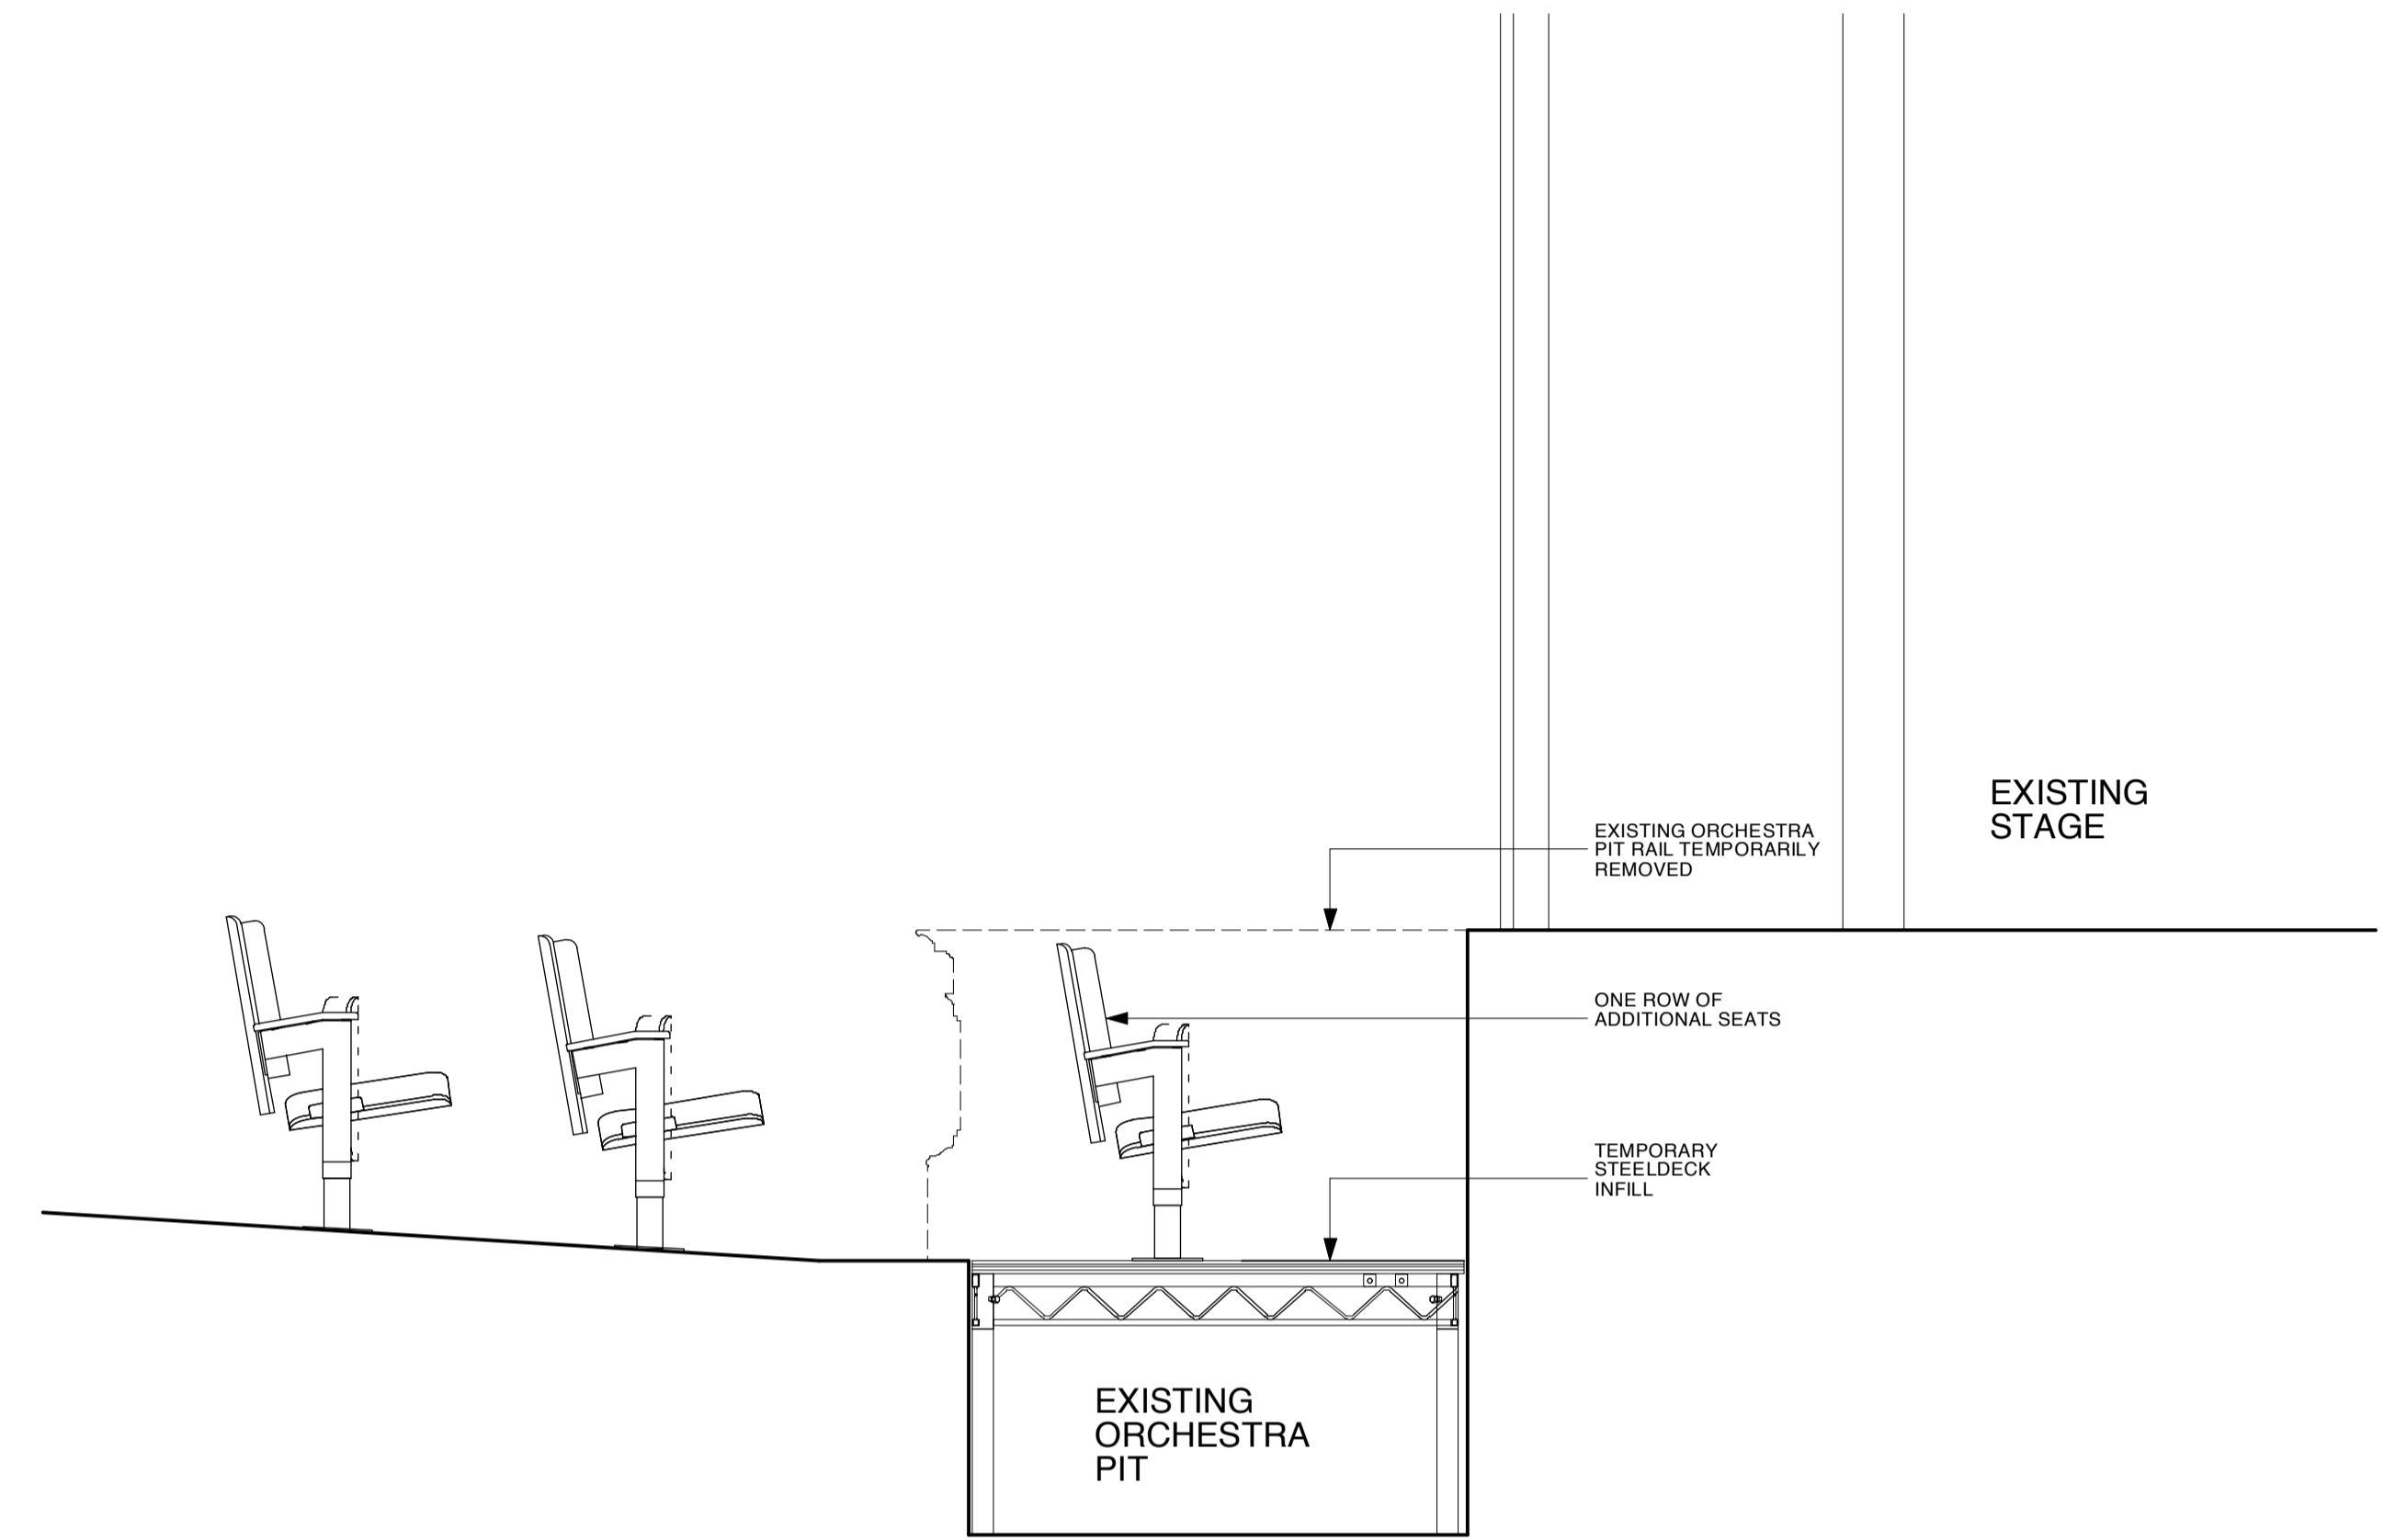 EXISTING
STAGE
EXISTING ORCHESTRA
PIT RAIL TEMPORARILY
REMOVED
ONE ROW OF
ADDITIONAL SEATS
TEMPORARY
STEELDECK
INFILL
EXISTING
ORCHESTRA
PIT